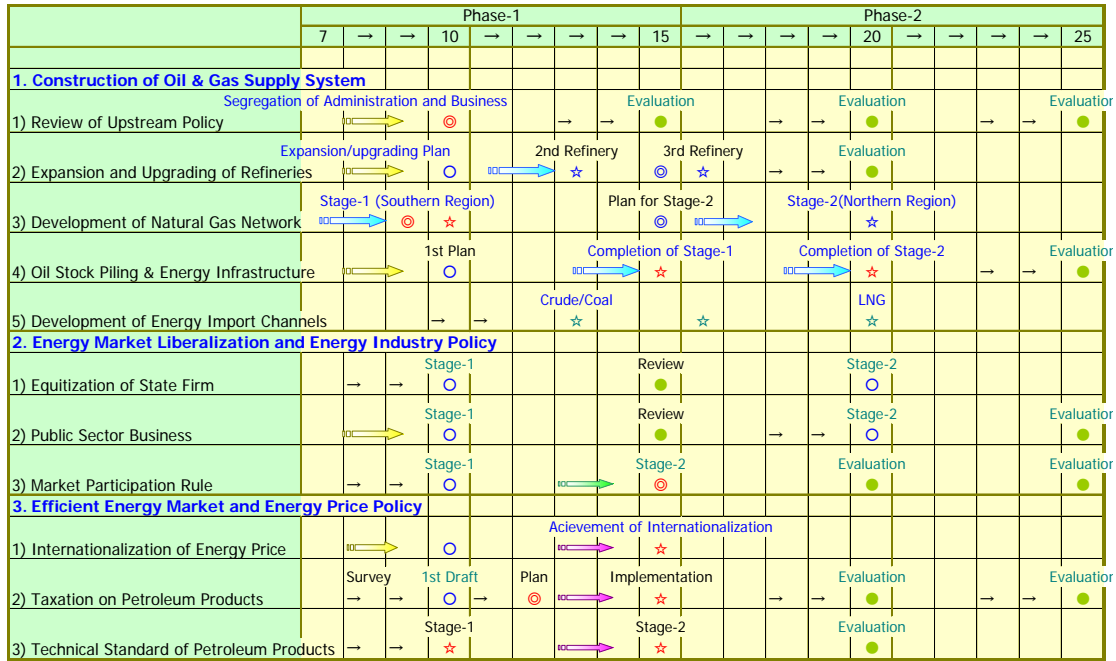 Phase-1 Phase-2
7 → → 10 → → → → 15 → → → → 20 → → → → 25
1. Construction of Oil & Gas Supply System
Segregation of Administration and Business Evaluation Evaluation Evaluation
1) Review of Upstream Policy ◎ → → ● → → ● → → ●
Expansion/upgrading Plan 2nd Refinery 3rd Refinery Evaluation
2) Expansion and Upgrading of Refineries ○ ☆ ◎ ☆ → → ●
Stage-1 (Southern Region) Plan for Stage-2 Stage-2(Northern Region)
3) Development of Natural Gas Network ◎ ☆ ◎ ☆
1st Plan Completion of Stage-1 Completion of Stage-2 Evaluation
4) Oil Stock Piling & Energy Infrastructure ○ ☆ ☆ → → ●
Crude/Coal LNG
5) Development of Energy Import Channels → → ☆ ☆ ☆
2. Energy Market Liberalization and Energy Industry Policy
Stage-1 Review Stage-2
1) Equitization of State Firm → → ○ ● ○
Stage-1 Review Stage-2 Evaluation
2) Public Sector Business ○ ● → → ○ ●
Stage-1 Stage-2 Evaluation Evaluation
3) Market Participation Rule → → ○ ◎ ● ●
3. Efficient Energy Market and Energy Price Policy
Acievement of Internationalization
1) Internationalization of Energy Price ○ ☆
Survey 1st Draft Plan Implementation Evaluation Evaluation
2) Taxation on Petroleum Products → → ○ → ◎ ☆ → → ● → → ●
Stage-1 Stage-2 Evaluation
3) Technical Standard of Petroleum Products → → ☆ ☆ ●